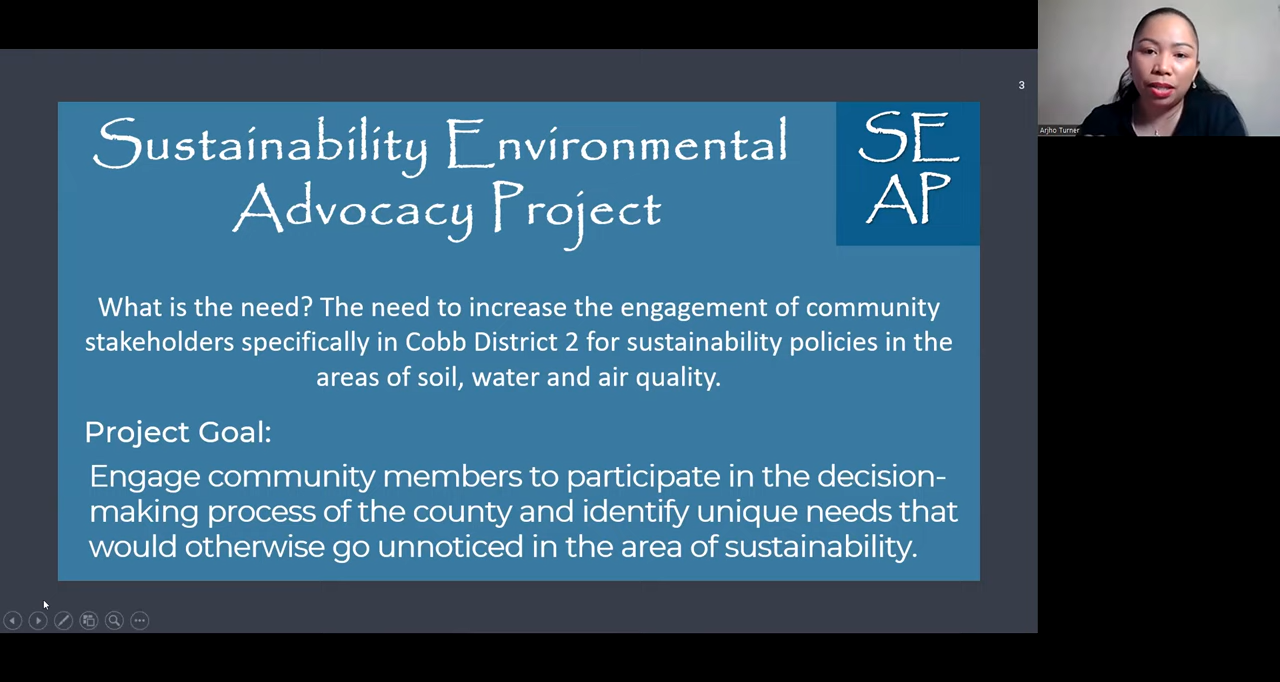 3
Sustainability Environmental
Advocacy Project
SE
AP
What is the need? The need to increase the engagement of community
stakeholders specifically in Cobb District 2 for sustainability policies in the
areas of soil, water and air quality.
Project Goal:
Engage community members to participate in the decision-
making process of the county and identify unique needs that
would otherwise go unnoticed in the area of sustainability.
Arjho Turner